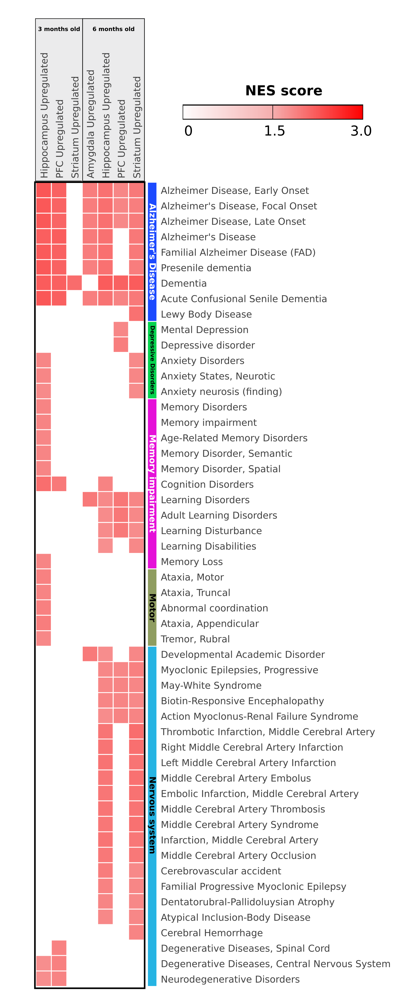 3 months old
6 months old
Hippocampus Upregulated
PFC Upregulated
Striatum Upregulated
Amygdala Upregulated
Hippocampus Upregulated
PFC Upregulated
Striatum Upregulated
NES score
0
1.5
3.0
Alzheimer's Disease
Alzheimer Disease, Early Onset
Alzheimer's Disease, Focal Onset
Alzheimer Disease, Late Onset
Alzheimer's Disease
Familial Alzheimer Disease (FAD)
Presenile dementia
Dementia
Acute Confusional Senile Dementia
Lewy Body Disease
Depressive Disorders
Mental Depression
Depressive disorder
Anxiety Disorders
Anxiety States, Neurotic
Anxiety neurosis (finding)
Memory impairment
Memory Disorders
Memory impairment
Age-Related Memory Disorders
Memory Disorder, Semantic
Memory Disorder, Spatial
Cognition Disorders
Learning Disorders
Adult Learning Disorders
Learning Disturbance
Learning Disabilities
Memory Loss
Motor
Ataxia, Motor
Ataxia, Truncal
Abnormal coordination
Ataxia, Appendicular
Tremor, Rubral
Nervous system
Developmental Academic Disorder
Myoclonic Epilepsies, Progressive
May-White Syndrome
Biotin-Responsive Encephalopathy
Action Myoclonus-Renal Failure Syndrome
Thrombotic Infarction, Middle Cerebral Artery
Right Middle Cerebral Artery Infarction
Left Middle Cerebral Artery Infarction
Middle Cerebral Artery Embolus
Embolic Infarction, Middle Cerebral Artery
Middle Cerebral Artery Thrombosis
Middle Cerebral Artery Syndrome
Infarction, Middle Cerebral Artery
Middle Cerebral Artery Occlusion
Cerebrovascular accident
Familial Progressive Myoclonic Epilepsy
Dentatorubral-Pallidoluysian Atrophy
Atypical Inclusion-Body Disease
Cerebral Hemorrhage
Degenerative Diseases, Spinal Cord
Degenerative Diseases, Central Nervous System
Neurodegenerative Disorders